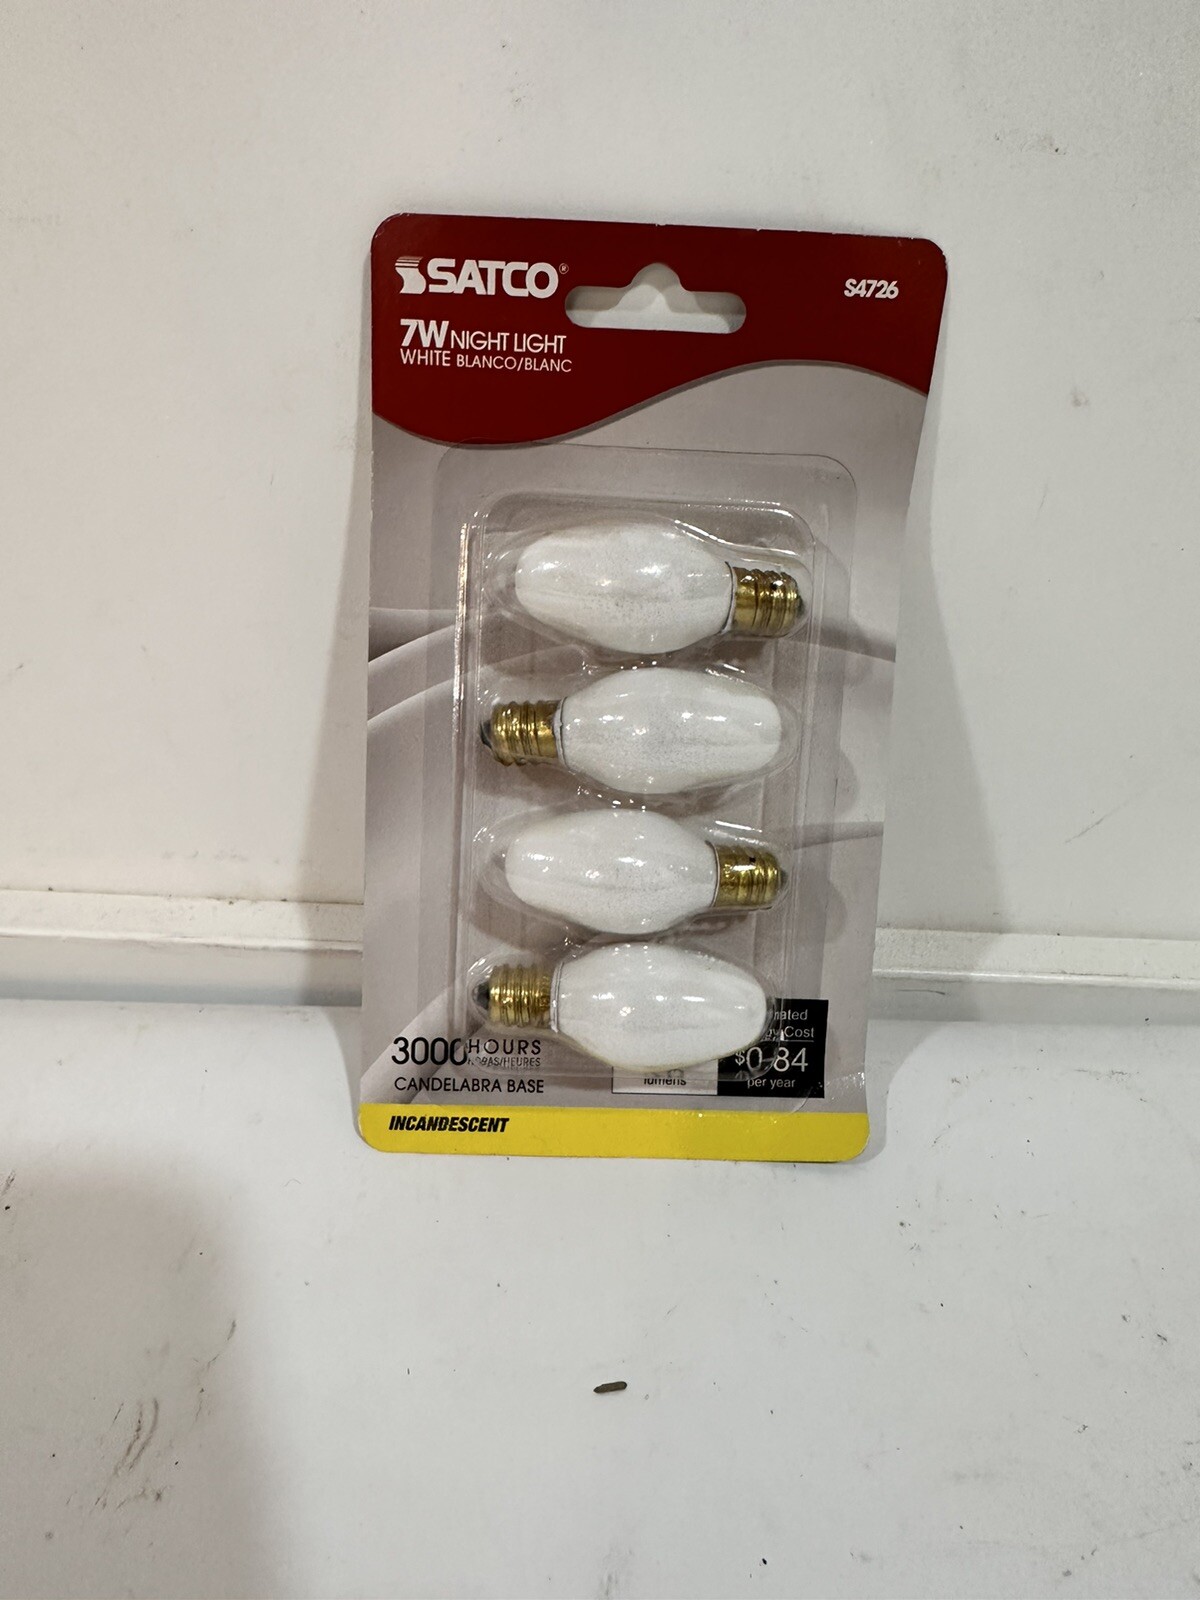 SATCO®
S4726
7W NIGHT LIGHT
WHITE BLANCO/BLANC
3000 HOURS
HORAS/HEURES
CANDELABRA BASE
lumens
Cost
$0.84
per year
INCANDESCENT